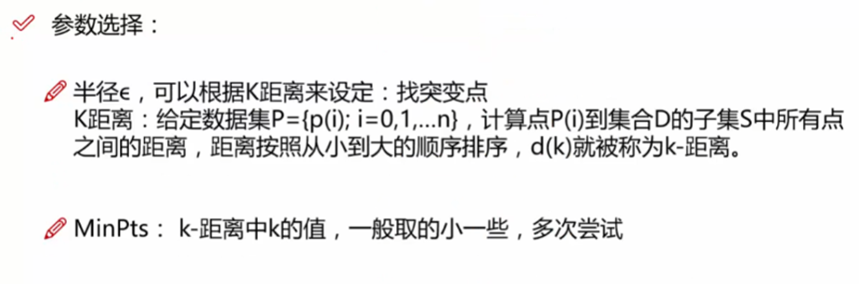 参数选择：
半径ϵ，可以根据K距离来设定：找突变点
K距离：给定数据集P={p(i); i=0,1,…n}，计算点P(i)到集合D的子集S中所有点
之间的距离，距离按照从小到大的顺序排序，d(k)就被称为k-距离。
MinPts： k-距离中k的值，一般取的小一些，多次尝试